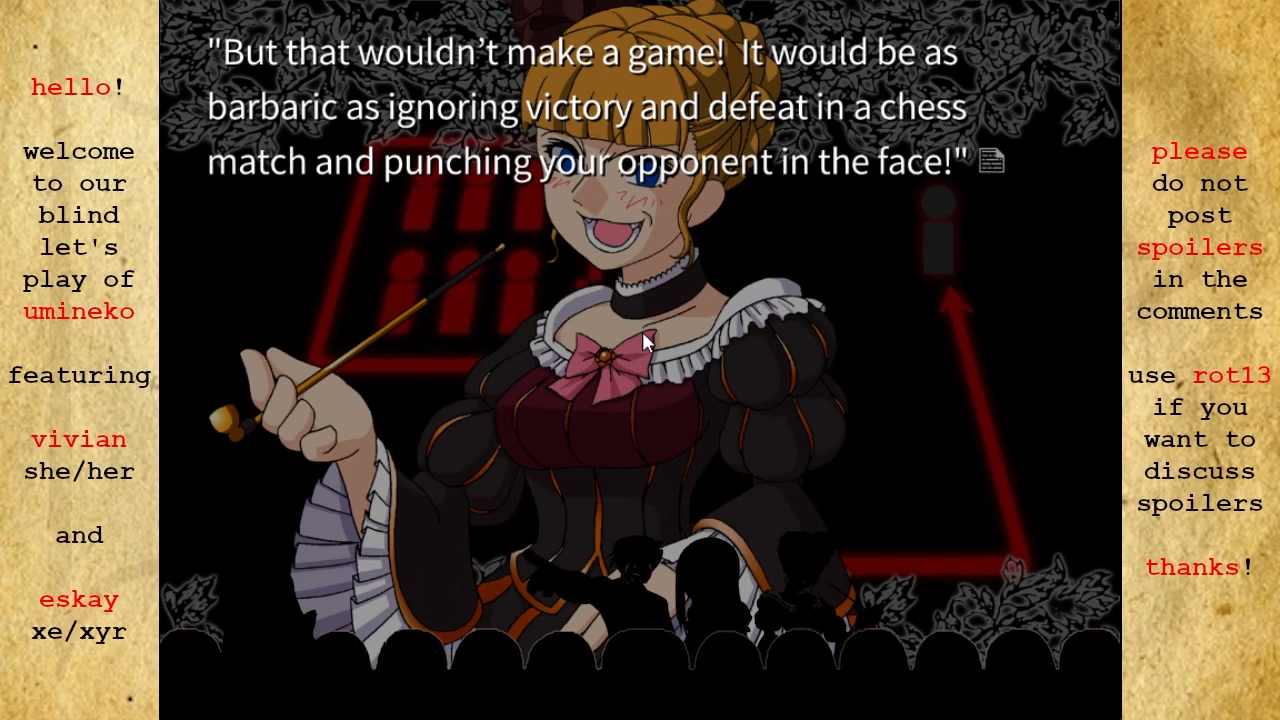 hello!
welcome
to our
blind
let's
play of
umineko
featuring
vivian
she/her
and
eskay
xe/xyr
"But that wouldn’t make a game!  It would be as
barbaric as ignoring victory and defeat in a chess
match and punching your opponent in the face!"
please
do not
post
spoilers
in the
comments
use rot13
if you
want to
discuss
spoilers
thanks!